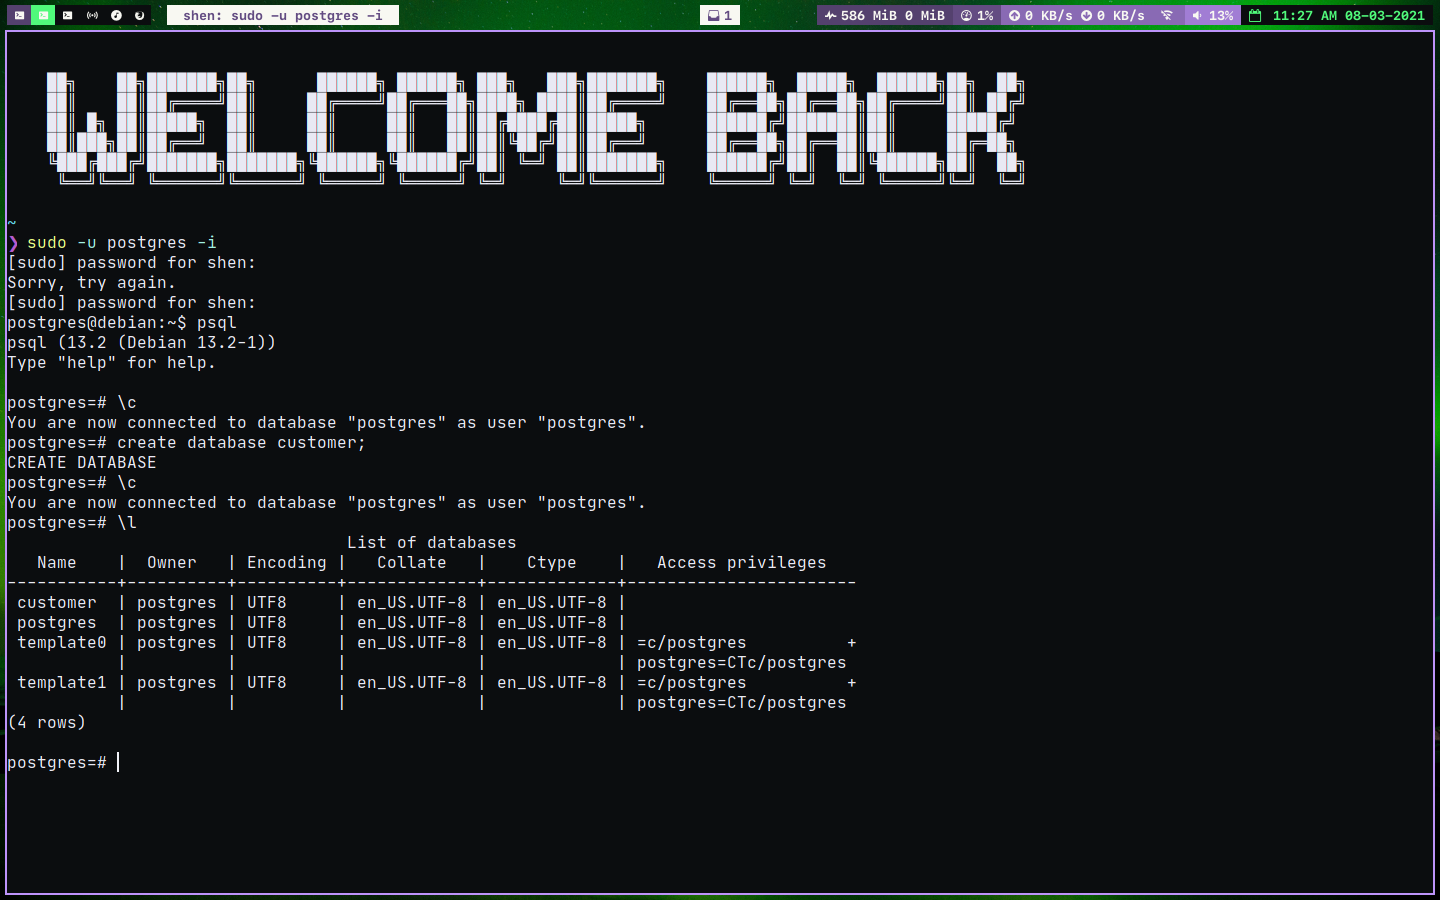 shen: sudo -u postgres -i 1 586 MiB 0 MiB 1% 0 KB/s 0 KB/s 13% 11:27 AM 08-03-2021
WELCOME BACK
~
❯ sudo -u postgres -i
[sudo] password for shen:
Sorry, try again.
[sudo] password for shen:
postgres@debian:~$ psql
psql (13.2 (Debian 13.2-1))
Type "help" for help.
postgres=# \c
You are now connected to database "postgres" as user "postgres".
postgres=# create database customer;
CREATE DATABASE
postgres=# \c
You are now connected to database "postgres" as user "postgres".
postgres=# \l
List of databases
Name | Owner | Encoding | Collate | Ctype | Access privileges
-----------+----------+----------+-------------+-------------+-----------------------
customer | postgres | UTF8 | en_US.UTF-8 | en_US.UTF-8 |
postgres | postgres | UTF8 | en_US.UTF-8 | en_US.UTF-8 |
template0 | postgres | UTF8 | en_US.UTF-8 | en_US.UTF-8 | =c/postgres +
| | | | | postgres=CTc/postgres
template1 | postgres | UTF8 | en_US.UTF-8 | en_US.UTF-8 | =c/postgres +
| | | | | postgres=CTc/postgres
(4 rows)
postgres=#